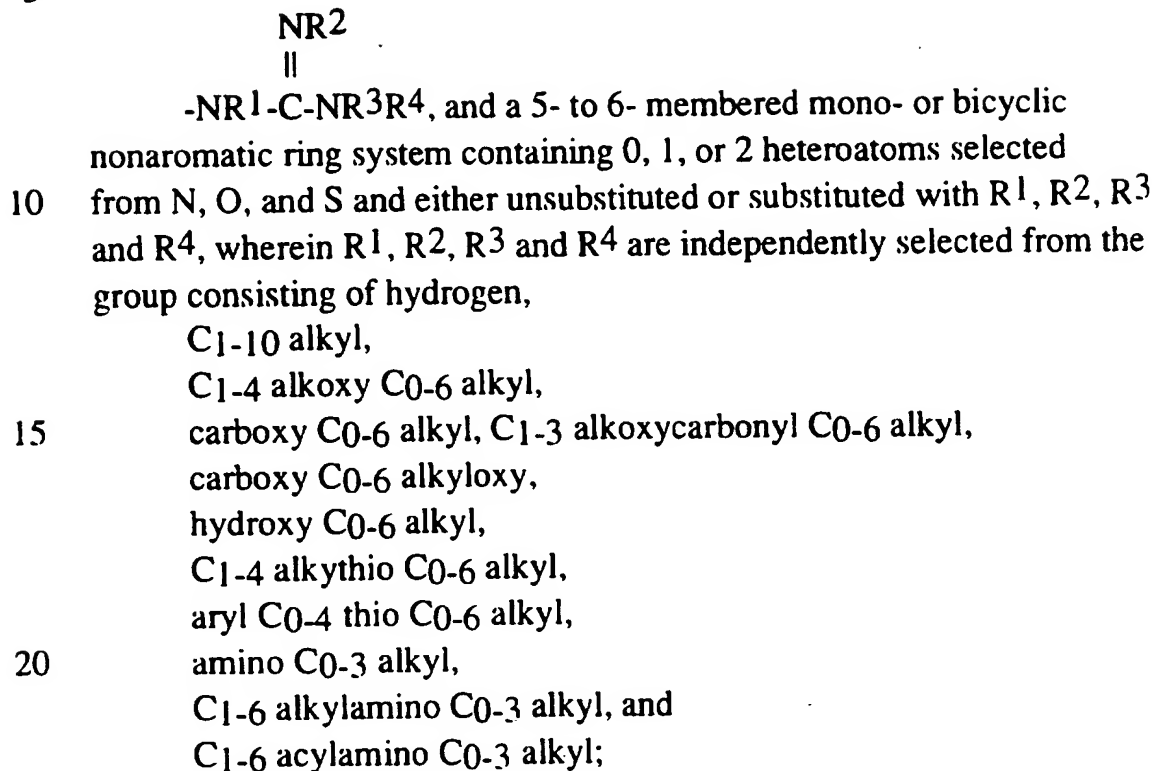 NR2
||
-NR1-C-NR3R4, and a 5- to 6- membered mono- or bicyclic
nonaromatic ring system containing 0, 1, or 2 heteroatoms selected
10 from N, O, and S and either unsubstituted or substituted with R1, R2, R3
and R4, wherein R1, R2, R3 and R4 are independently selected from the
group consisting of hydrogen,
C1-10 alkyl,
C1-4 alkoxy C0-6 alkyl,
15 carboxy C0-6 alkyl, C1-3 alkoxycarbonyl C0-6 alkyl,
carboxy C0-6 alkyloxy,
hydroxy C0-6 alkyl,
C1-4 alkythio C0-6 alkyl,
aryl C0-4 thio C0-6 alkyl,
20 amino C0-3 alkyl,
C1-6 alkylamino C0-3 alkyl, and
C1-6 acylamino C0-3 alkyl;